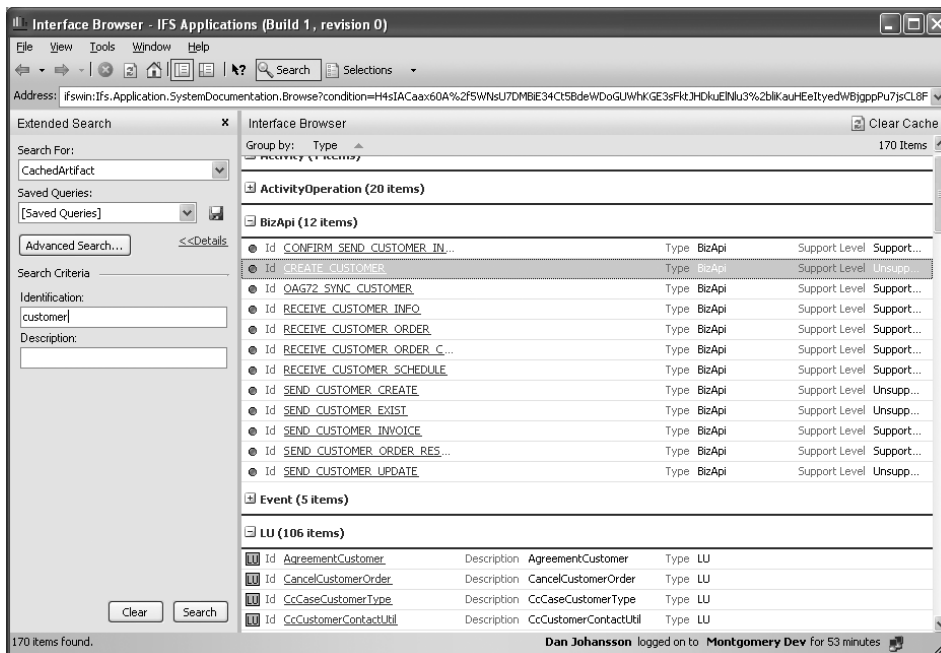 Interface Browser - IFS Applications (Build 1, revision 0)
File View Tools Window Help
Search Selections
Address: ifswin:Ifs.Application.SystemDocumentation.Browse?condition=
Extended Search x
Interface Browser Clear Cache
Group by: Type 170 Items
Search For:
CachedArtifact
Saved Queries:
[Saved Queries]
Advanced Search... <<Details
Search Criteria
Identification:
customer
Description:
Clear Search
Activity (1 items)
ActivityOperation (20 items)
BizApi (12 items)
Id CONFIRM_SEND_CUSTOMER_IN... Type BizApi Support Level Support...
Id CREATE_CUSTOMER Type BizApi Support Level Unsupp...
Id OAG72_SYNC_CUSTOMER Type BizApi Support Level Support...
Id RECEIVE_CUSTOMER_INFO Type BizApi Support Level Support...
Id RECEIVE_CUSTOMER_ORDER Type BizApi Support Level Support...
Id RECEIVE_CUSTOMER_ORDER_C... Type BizApi Support Level Support...
Id RECEIVE_CUSTOMER_SCHEDULE Type BizApi Support Level Support...
Id SEND_CUSTOMER_CREATE Type BizApi Support Level Unsupp...
Id SEND_CUSTOMER_EXIST Type BizApi Support Level Unsupp...
Id SEND_CUSTOMER_INVOICE Type BizApi Support Level Support...
Id SEND_CUSTOMER_ORDER_RES... Type BizApi Support Level Support...
Id SEND_CUSTOMER_UPDATE Type BizApi Support Level Unsupp...
Event (5 items)
LU (106 items)
LU Id AgreementCustomer Description AgreementCustomer Type LU
LU Id CancelCustomerOrder Description CancelCustomerOrder Type LU
LU Id CcCaseCustomerType Description CcCaseCustomerType Type LU
LU Id CcCustomerContactUtil Description CcCustomerContactUtil Type LU
170 items found. Dan Johansson logged on to Montgomery Dev for 53 minutes